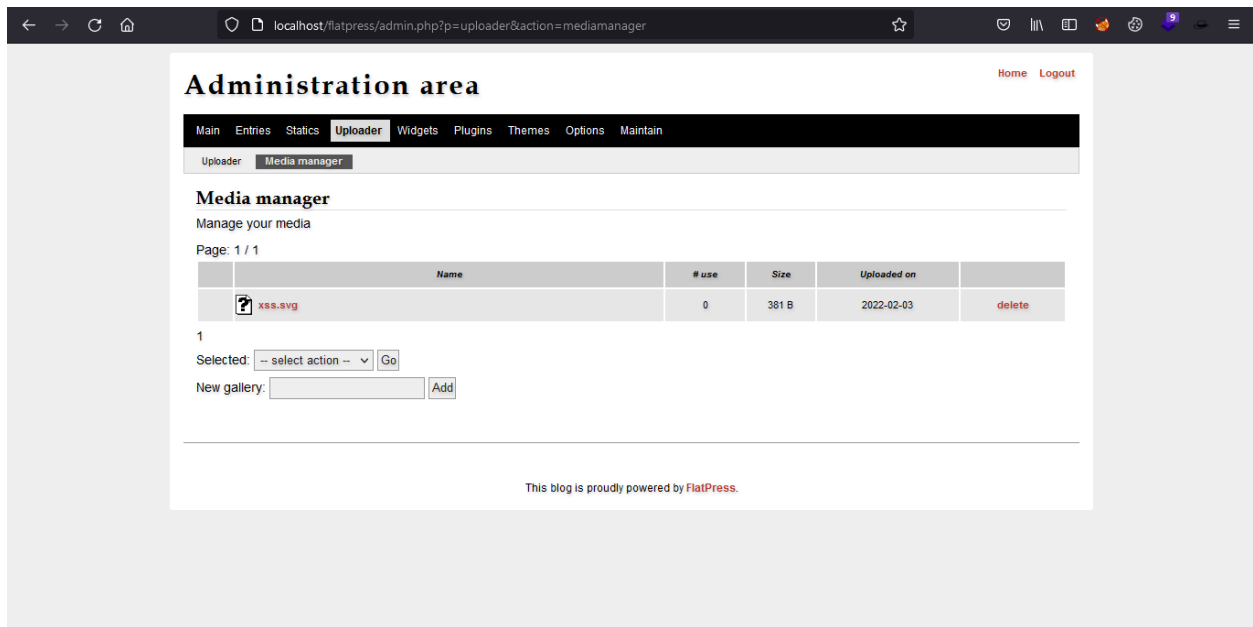 localhost/flatpress/admin.php?p=uploader&action=mediamanager
9
Administration area
Home Logout
Main Entries Statics Uploader Widgets Plugins Themes Options Maintain
Uploader Media manager
Media manager
Manage your media
Page: 1 / 1
Name # use Size Uploaded on
xss.svg 0 381 B 2022-02-03 delete
1
Selected: -- select action -- Go
New gallery: Add
This blog is proudly powered by FlatPress.